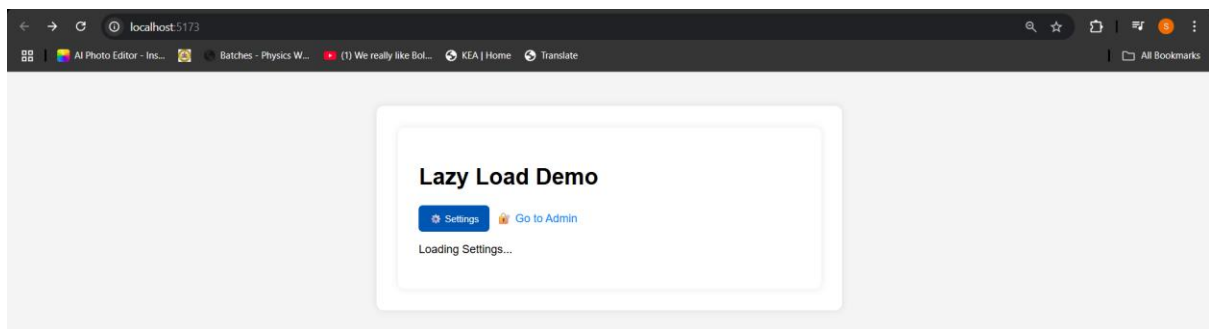 localhost:5173
AI Photo Editor - Ins... Batches - Physics W... (1) We really like Bol... KEA | Home Translate All Bookmarks
Lazy Load Demo
Settings Go to Admin
Loading Settings...